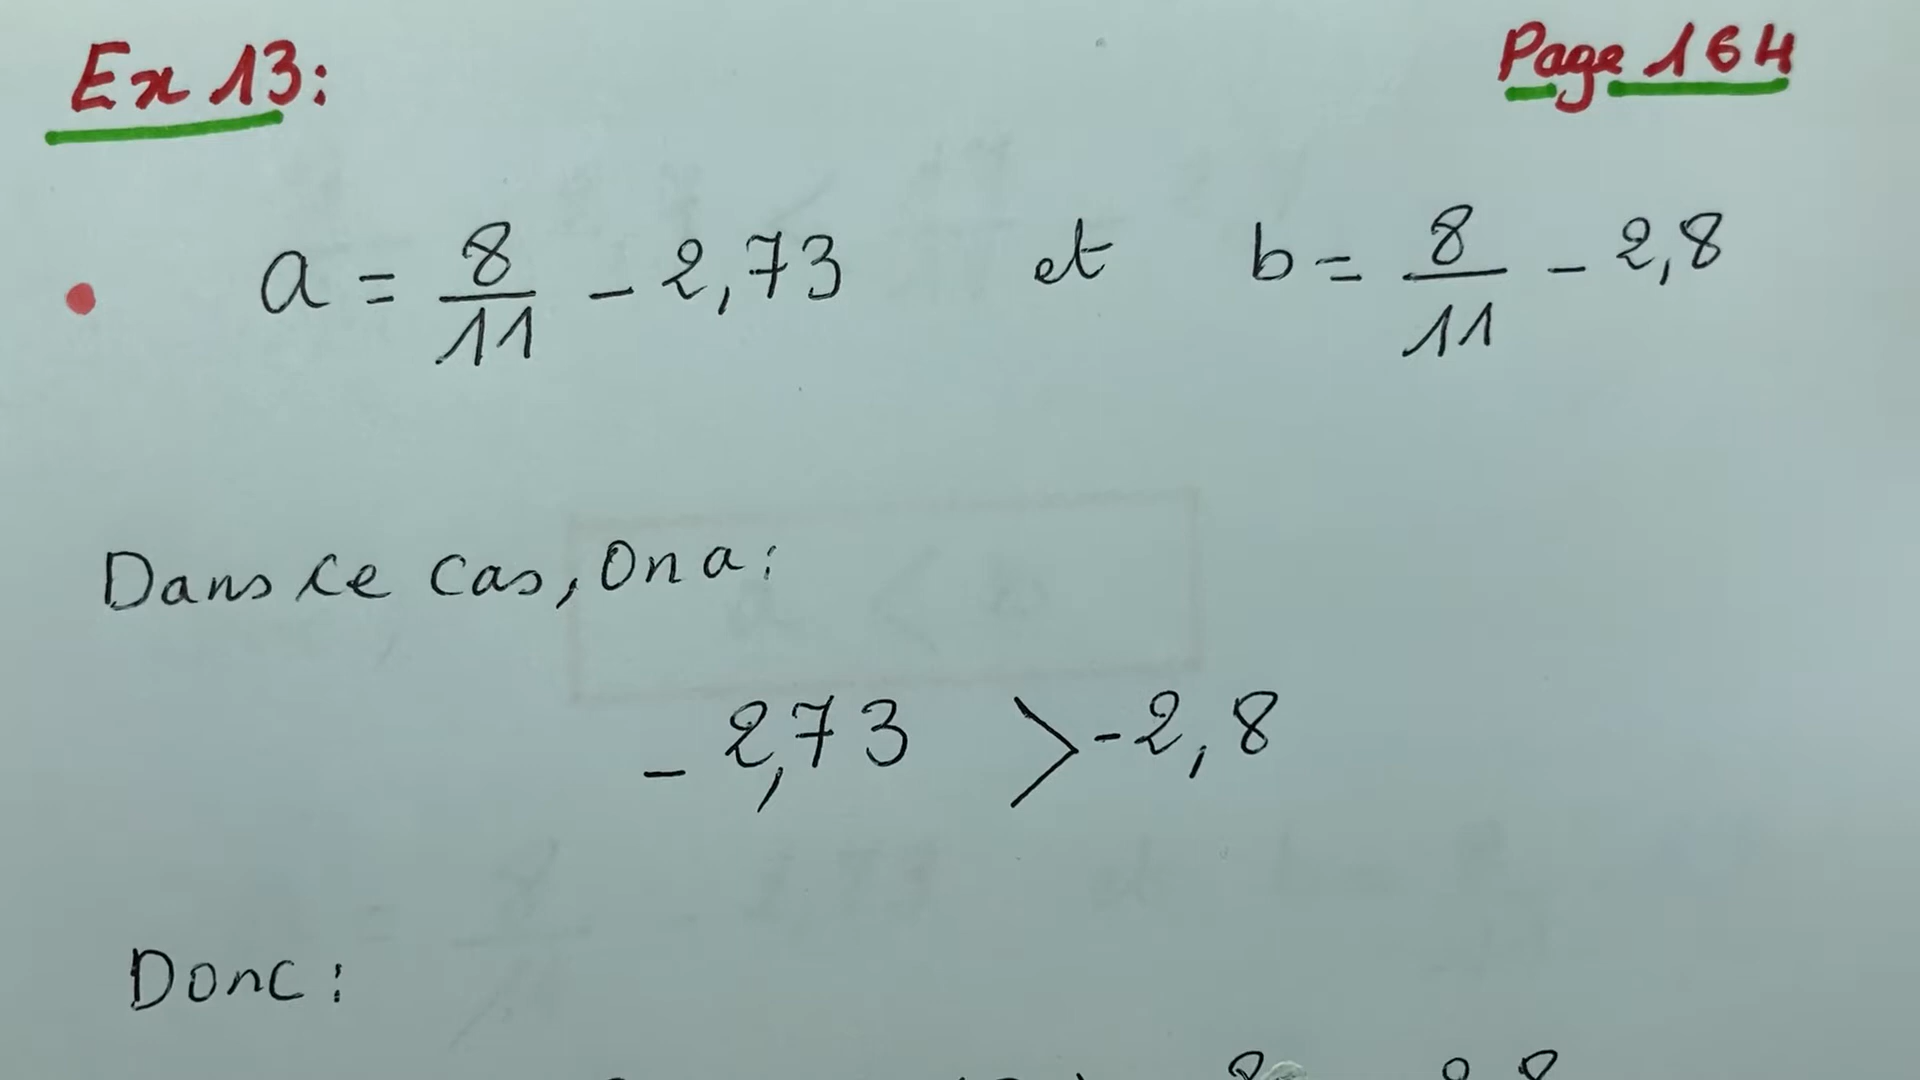 Ex 13:
Page 164
a = 8/11 - 2,73 et b = 8/11 - 2,8
Dans ce cas, On a:
- 2,73 > - 2,8
Donc: